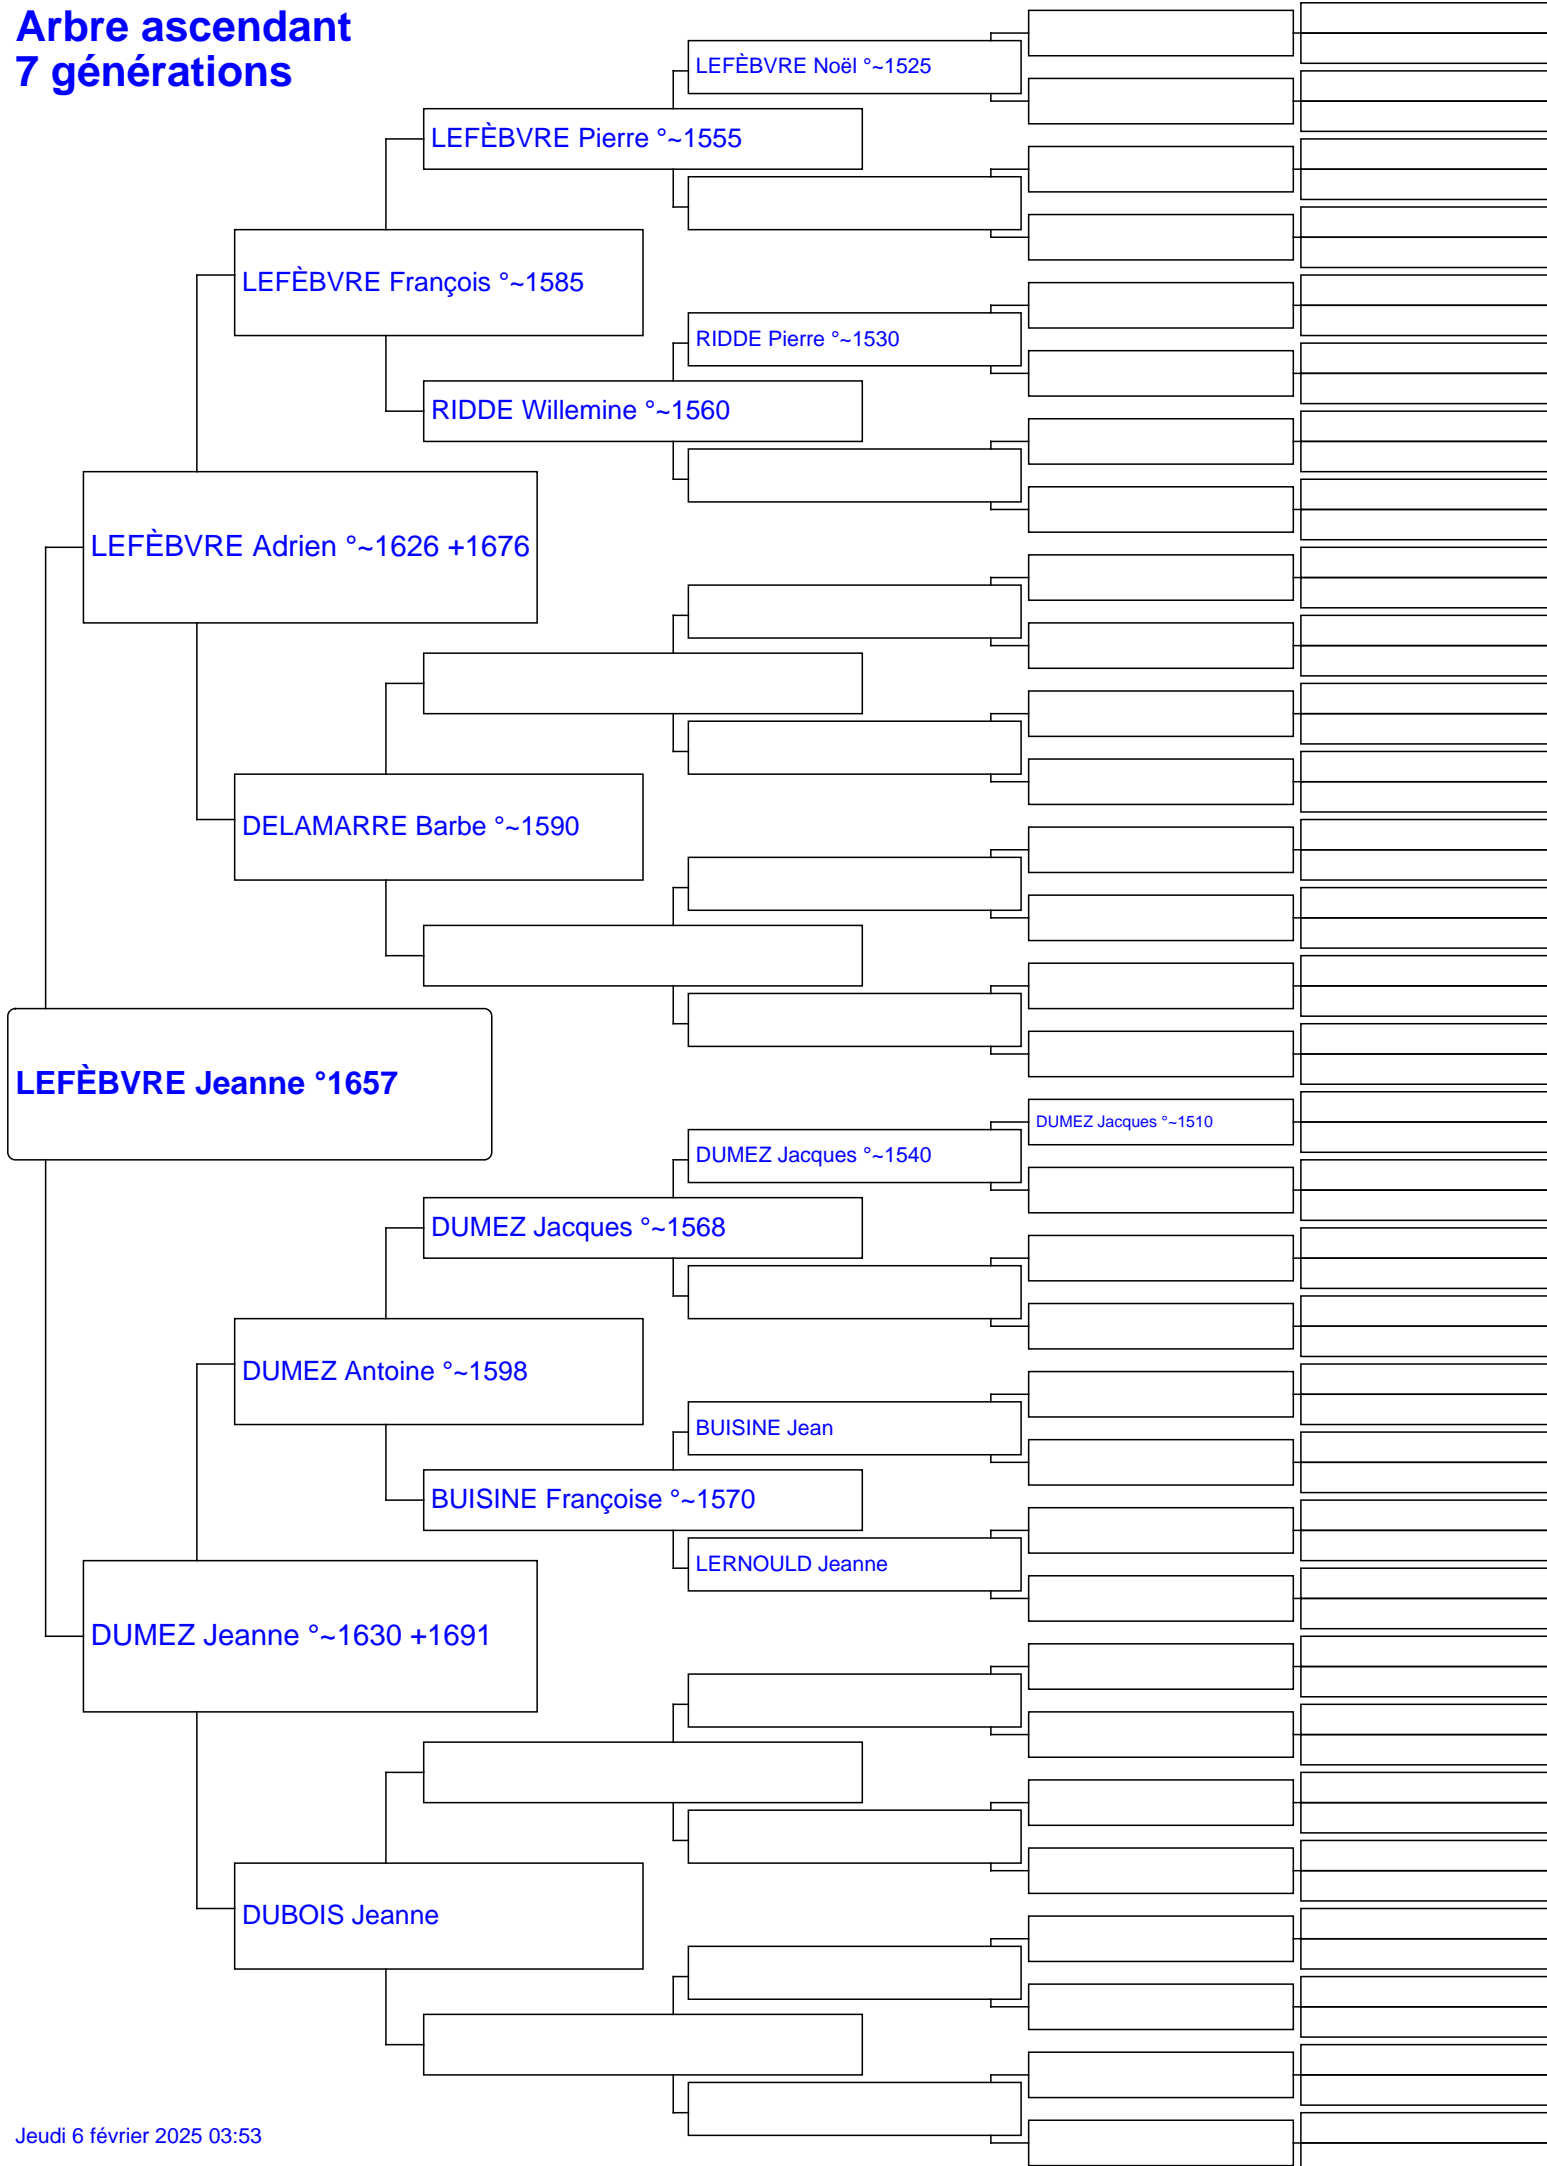 Arbre ascendant
7 générations
LEFÈBVRE Noël °~1525
LEFÈBVRE Pierre °~1555
LEFÈBVRE François °~1585
RIDDE Pierre °~1530
RIDDE Willemine °~1560
LEFÈBVRE Adrien °~1626 +1676
DELAMARRE Barbe °~1590
LEFÈBVRE Jeanne °1657
DUMEZ Jacques °~1510
DUMEZ Jacques °~1540
DUMEZ Jacques °~1568
DUMEZ Antoine °~1598
BUISINE Jean
BUISINE Françoise °~1570
LERNOULD Jeanne
DUMEZ Jeanne °~1630 +1691
DUBOIS Jeanne
Jeudi 6 février 2025 03:53